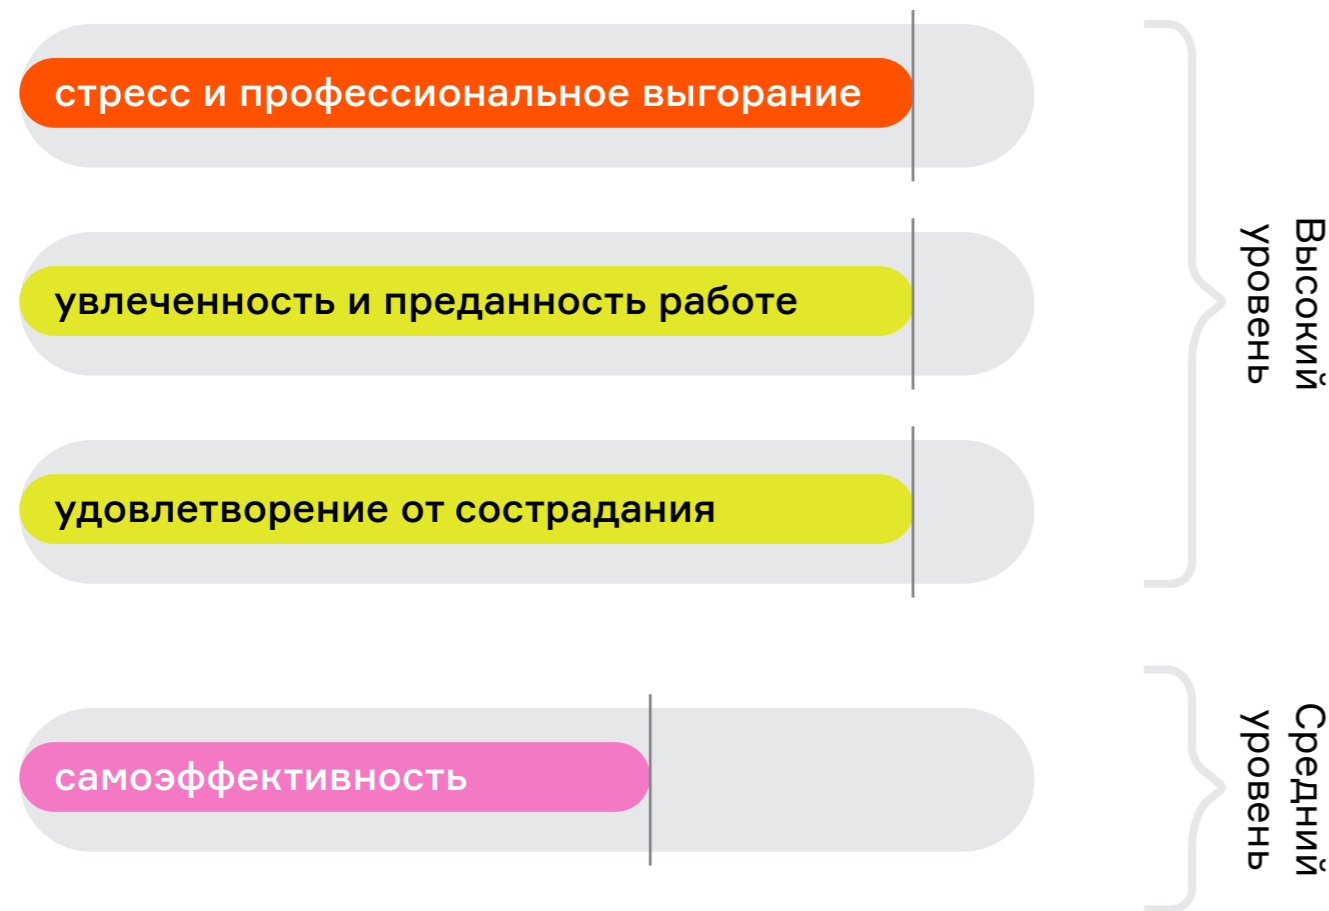 стресс и профессиональное выгорание
увлеченность и преданность работе
удовлетворение от сострадания
Высокий
уровень
самоэффективность
Средний
уровень